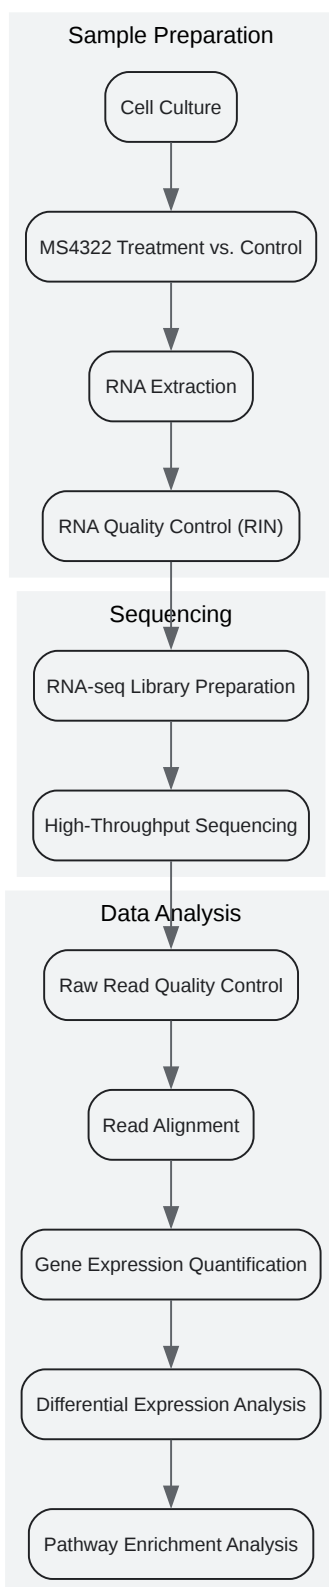 Sample Preparation
Cell Culture
MS4322 Treatment vs. Control
RNA Extraction
RNA Quality Control (RIN)
Sequencing
RNA-seq Library Preparation
High-Throughput Sequencing
Data Analysis
Raw Read Quality Control
Read Alignment
Gene Expression Quantification
Differential Expression Analysis
Pathway Enrichment Analysis